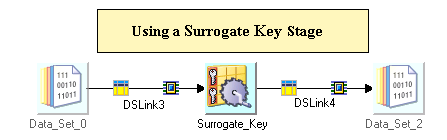 Using a Surrogate Key Stage
111
00110
11011
111
00110
11011
DSLink3
DSLink4
Data_Set_0
Surrogate_Key
Data_Set_2